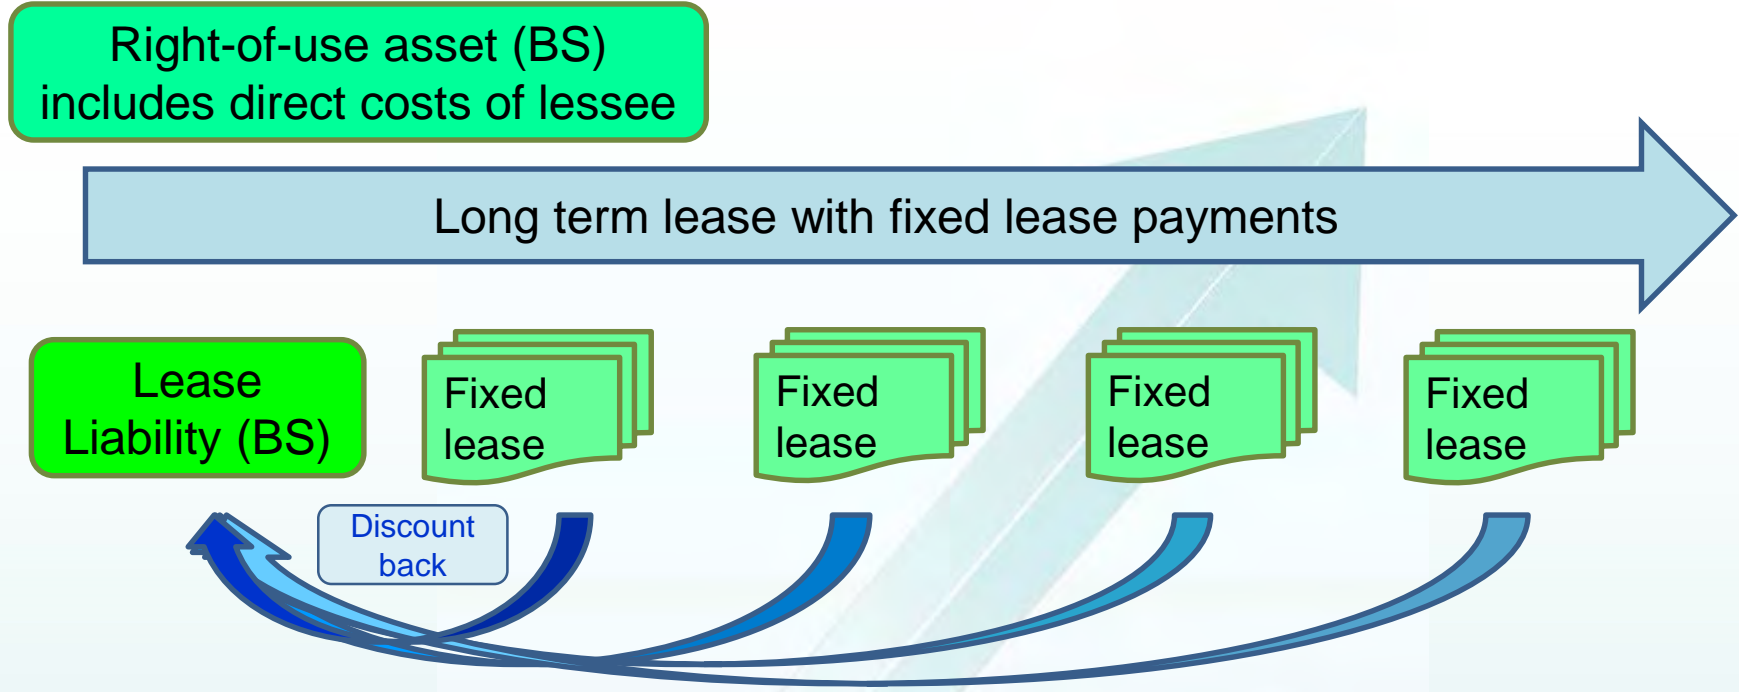 Right-of-use asset (BS)
includes direct costs of lessee
Long term lease with fixed lease payments
Lease
Liability (BS)
Fixed
lease
Fixed
lease
Fixed
lease
Fixed
lease
Discount
back